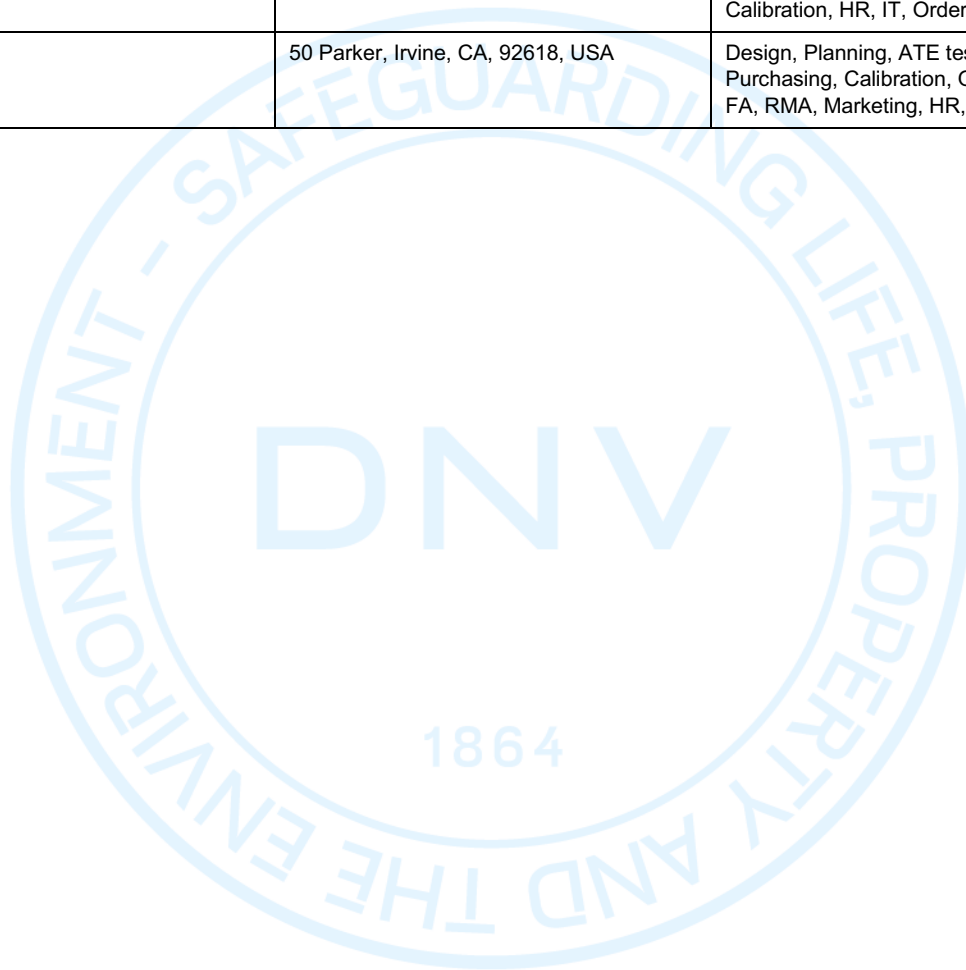 Calibration, HR, IT, Order
50 Parker, Irvine, CA, 92618, USA
Design, Planning, ATE
Purchasing, Calibration,
FA, RMA, Marketing, HR,
SAFEGUARDING LIFE, PROPERTY AND THE ENVIRONMENT -
DNV
1864